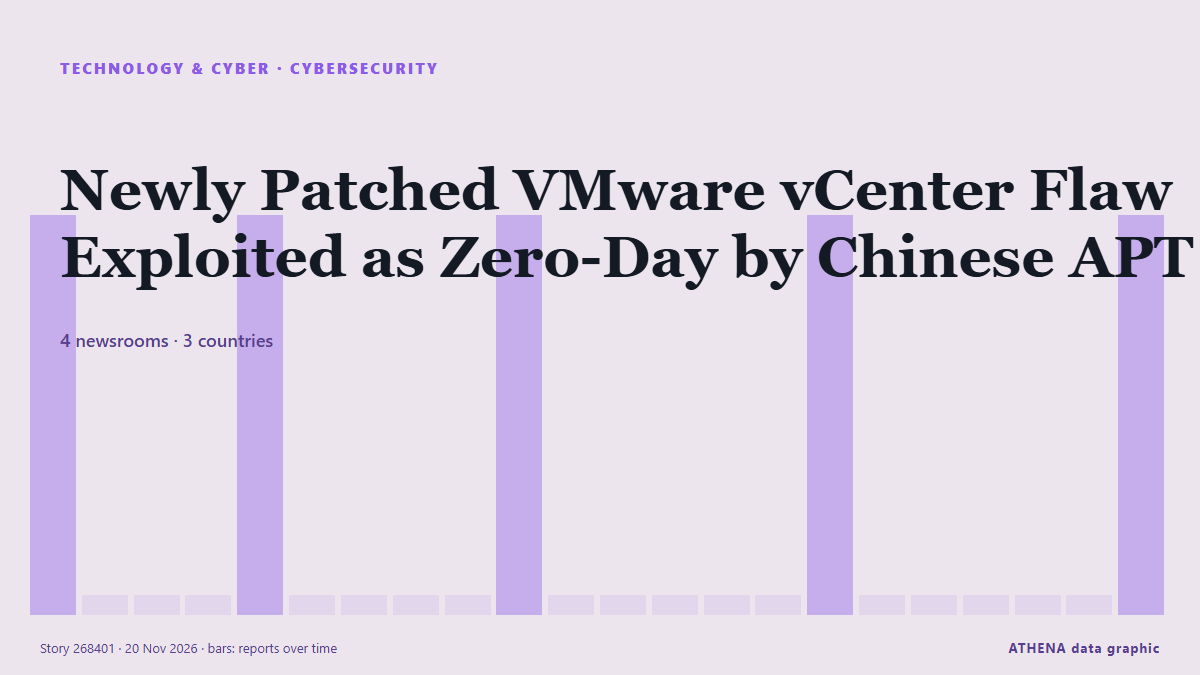 TECHNOLOGY & CYBER · CYBERSECURITY
Newly Patched VMware vCenter Flaw
Exploited as Zero-Day by Chinese APT
4 newsrooms · 3 countries
Story 268401 · 20 Nov 2026 · bars: reports over time
ATHENA data graphic